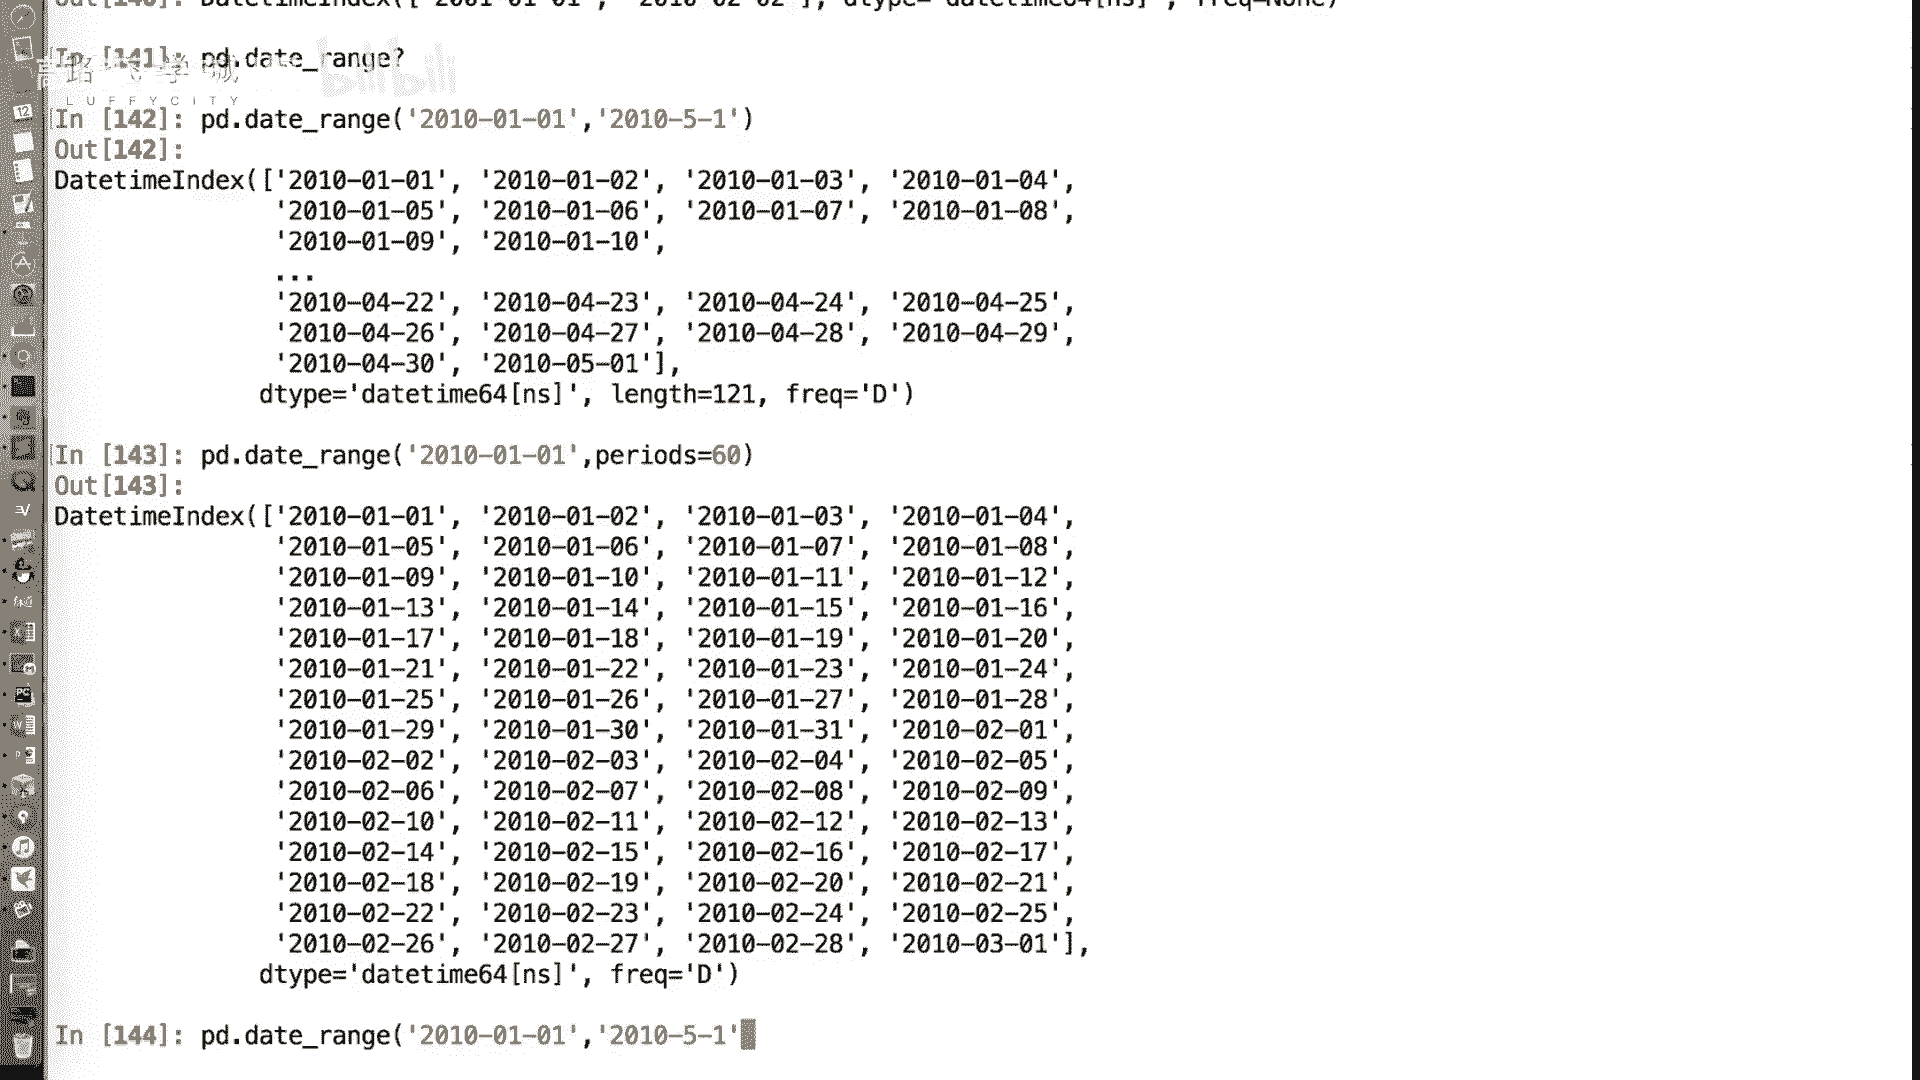 Out[140]: DatetimeIndex(['2001-01-01', '2010-02-02'], dtype='datetime64[ns]', freq=None)
In [141]: pd.date_range?
路飞学城
bilibili
LUFFYCITY
In [142]: pd.date_range('2010-01-01','2010-5-1')
Out[142]:
DatetimeIndex(['2010-01-01', '2010-01-02', '2010-01-03', '2010-01-04',
'2010-01-05', '2010-01-06', '2010-01-07', '2010-01-08',
'2010-01-09', '2010-01-10',
...
'2010-04-22', '2010-04-23', '2010-04-24', '2010-04-25',
'2010-04-26', '2010-04-27', '2010-04-28', '2010-04-29',
'2010-04-30', '2010-05-01'],
dtype='datetime64[ns]', length=121, freq='D')
In [143]: pd.date_range('2010-01-01',periods=60)
Out[143]:
DatetimeIndex(['2010-01-01', '2010-01-02', '2010-01-03', '2010-01-04',
'2010-01-05', '2010-01-06', '2010-01-07', '2010-01-08',
'2010-01-09', '2010-01-10', '2010-01-11', '2010-01-12',
'2010-01-13', '2010-01-14', '2010-01-15', '2010-01-16',
'2010-01-17', '2010-01-18', '2010-01-19', '2010-01-20',
'2010-01-21', '2010-01-22', '2010-01-23', '2010-01-24',
'2010-01-25', '2010-01-26', '2010-01-27', '2010-01-28',
'2010-01-29', '2010-01-30', '2010-01-31', '2010-02-01',
'2010-02-02', '2010-02-03', '2010-02-04', '2010-02-05',
'2010-02-06', '2010-02-07', '2010-02-08', '2010-02-09',
'2010-02-10', '2010-02-11', '2010-02-12', '2010-02-13',
'2010-02-14', '2010-02-15', '2010-02-16', '2010-02-17',
'2010-02-18', '2010-02-19', '2010-02-20', '2010-02-21',
'2010-02-22', '2010-02-23', '2010-02-24', '2010-02-25',
'2010-02-26', '2010-02-27', '2010-02-28', '2010-03-01'],
dtype='datetime64[ns]', freq='D')
In [144]: pd.date_range('2010-01-01','2010-5-1'